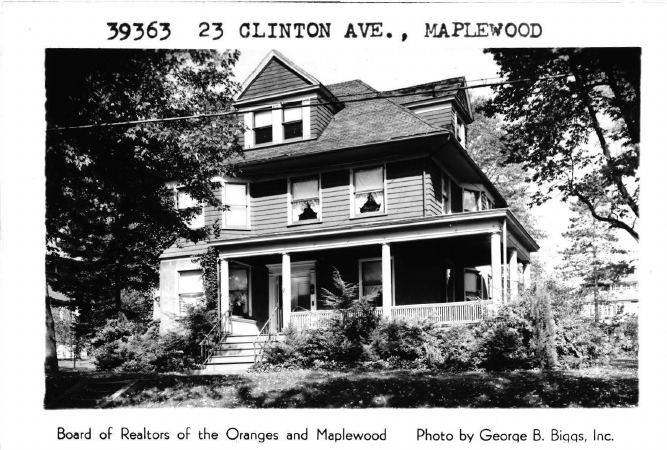 39363 23 CLINTON AVE., MAPLEWOOD
Board of Realtors of the Oranges and Maplewood Photo by George B. Biggs, Inc.